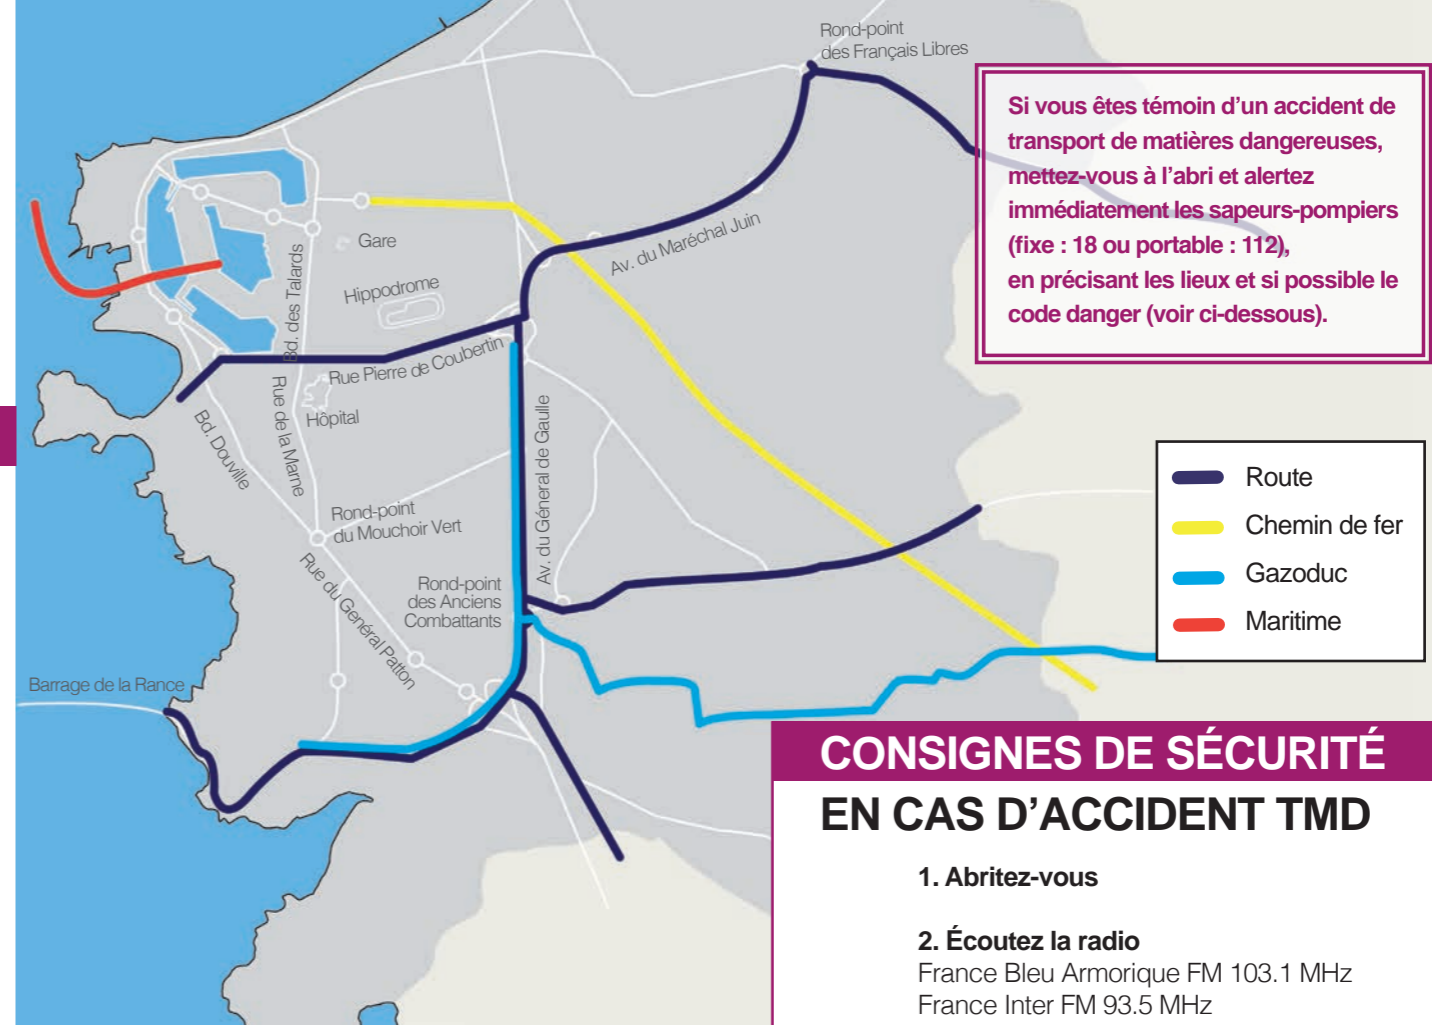 Rond-point
des Français Libres
Si vous êtes témoin d’un accident de
transport de matières dangereuses,
mettez-vous à l’abri et alertez
immédiatement les sapeurs-pompiers
(fixe : 18 ou portable : 112),
en précisant les lieux et si possible le
code danger (voir ci-dessous).
Av. du Maréchal Juin
Gare
Hippodrome
Bd. des Talards
Rue Pierre de Coubertin
Hôpital
Rue de la Marne
Bd. Douville
Av. du Géneral de Gaulle
Rond-point
du Mouchoir Vert
Rue du Genéral Patton
Rond-point
des Anciens
Combattants
Barrage de la Rance
Route
Chemin de fer
Gazoduc
Maritime
CONSIGNES DE SÉCURITÉ
EN CAS D’ACCIDENT TMD
1. Abritez-vous
2. Écoutez la radio
France Bleu Armorique FM 103.1 MHz
France Inter FM 93.5 MHz